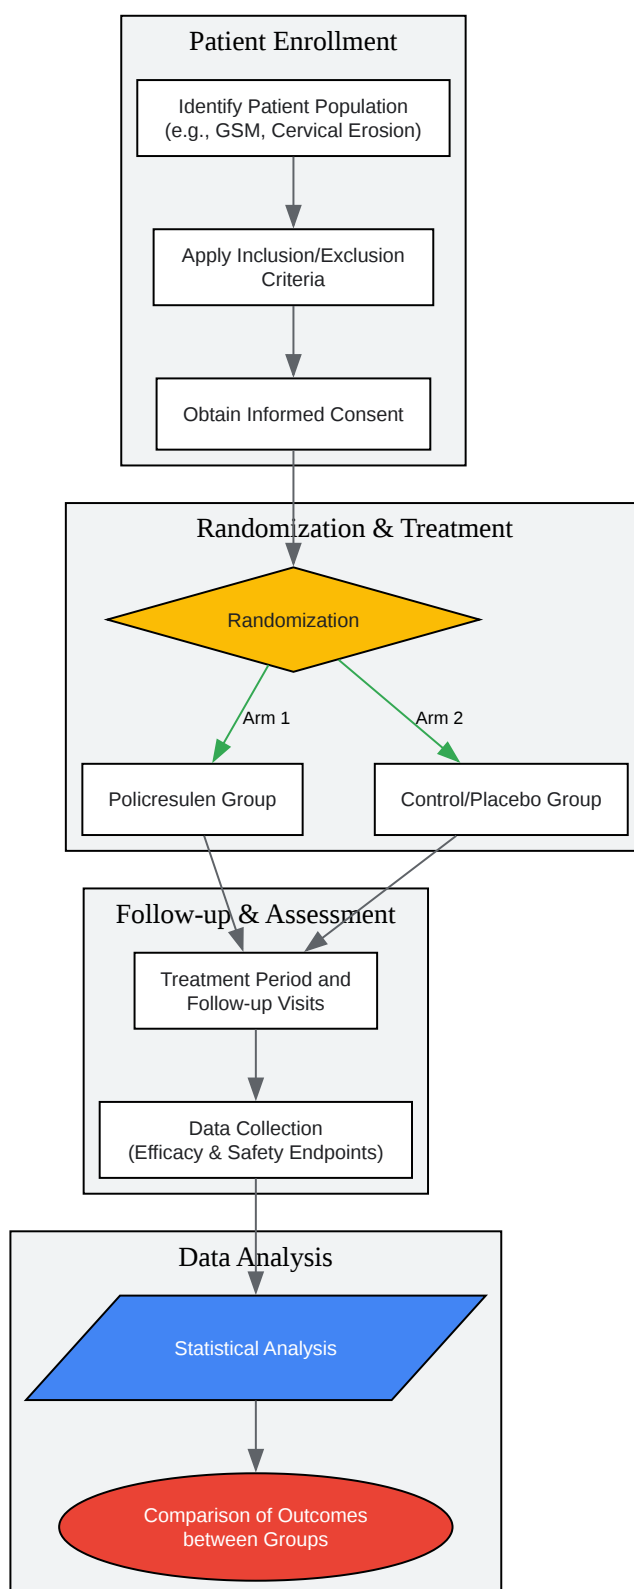 Patient Enrollment
Identify Patient Population
(e.g., GSM, Cervical Erosion)
Apply Inclusion/Exclusion
Criteria
Obtain Informed Consent
Randomization & Treatment
Randomization
Arm 1
Arm 2
Policresulen Group
Control/Placebo Group
Follow-up & Assessment
Treatment Period and
Follow-up Visits
Data Collection
(Efficacy & Safety Endpoints)
Data Analysis
Statistical Analysis
Comparison of Outcomes
between Groups